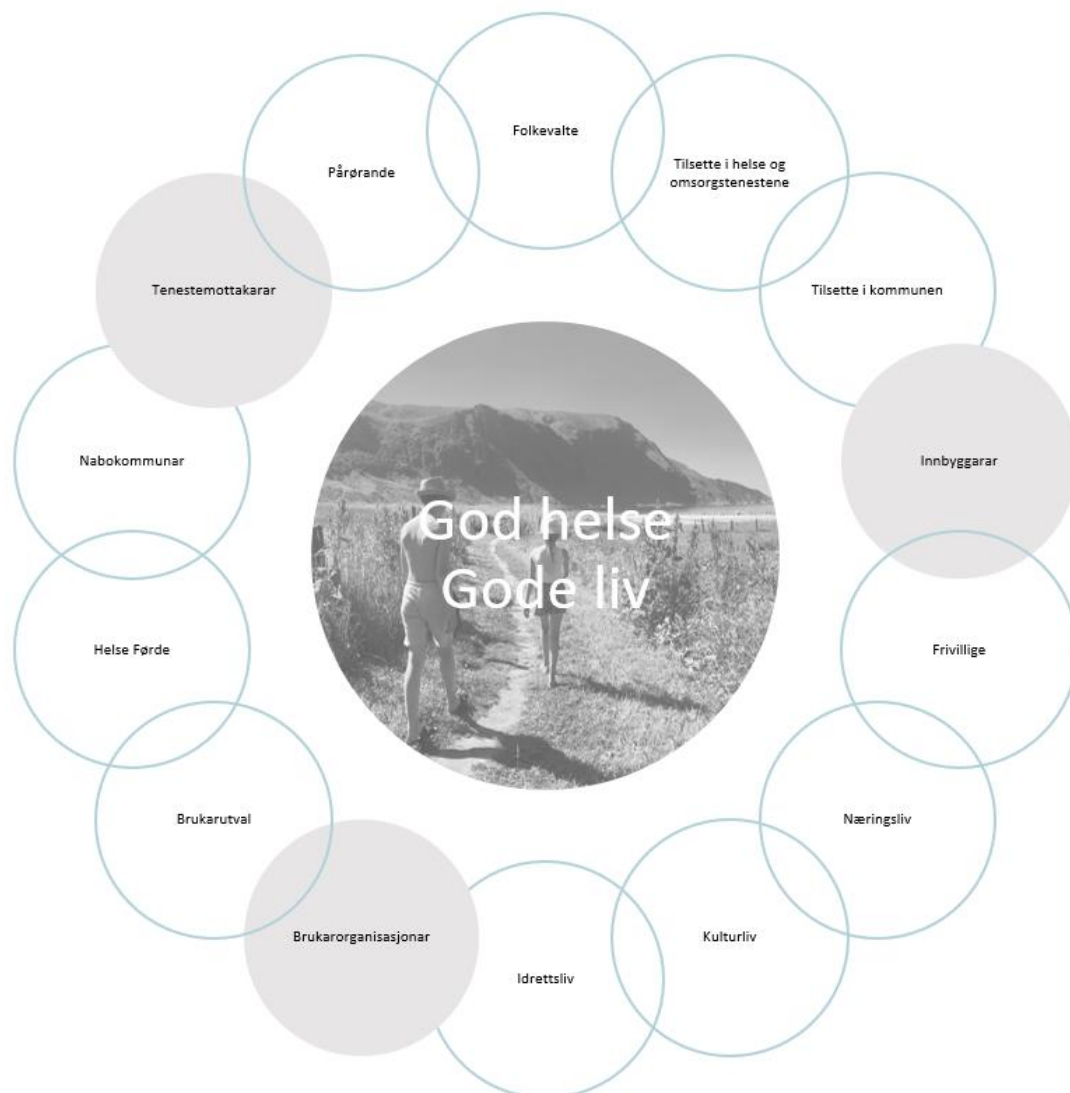 Folkevalte
Tilsette i helse og
omsorgstenestene
Tilsette i kommunen
Innbyggarar
Frivillige
Næringsliv
Kulturliv
Idrettsliv
Brukarorganisasjonar
Brukarutval
Helse Førde
Nabokommunar
Tenestemottakarar
Pårørande
God helse
Gode liv